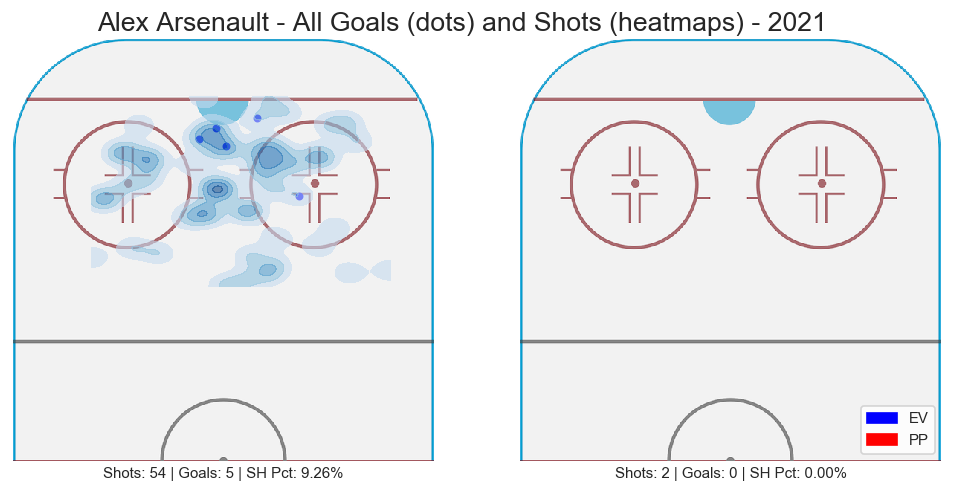 Alex Arsenault - All Goals (dots) and Shots (heatmaps) - 2021
EV
PP
Shots: 54 | Goals: 5 | SH Pct: 9.26%
Shots: 2 | Goals: 0 | SH Pct: 0.00%